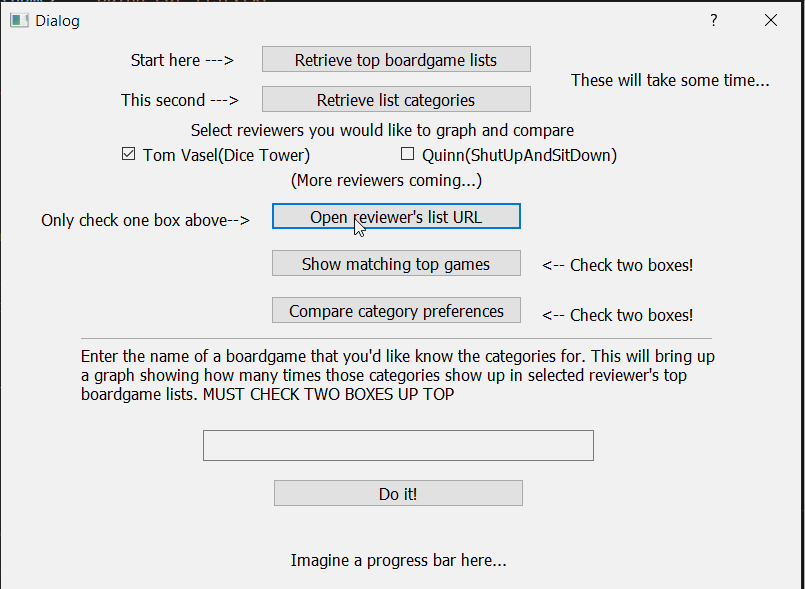 Dialog ?
Start here ---> Retrieve top boardgame lists
These will take some time...
This second ---> Retrieve list categories
Select reviewers you would like to graph and compare
Tom Vasel(Dice Tower) Quinn(ShutUpAndSitDown)
(More reviewers coming...)
Only check one box above--> Open reviewer's list URL
Show matching top games <-- Check two boxes!
Compare category preferences <-- Check two boxes!
Enter the name of a boardgame that you'd like know the categories for. This will bring up
a graph showing how many times those categories show up in selected reviewer's top
boardgame lists. MUST CHECK TWO BOXES UP TOP
Do it!
Imagine a progress bar here...